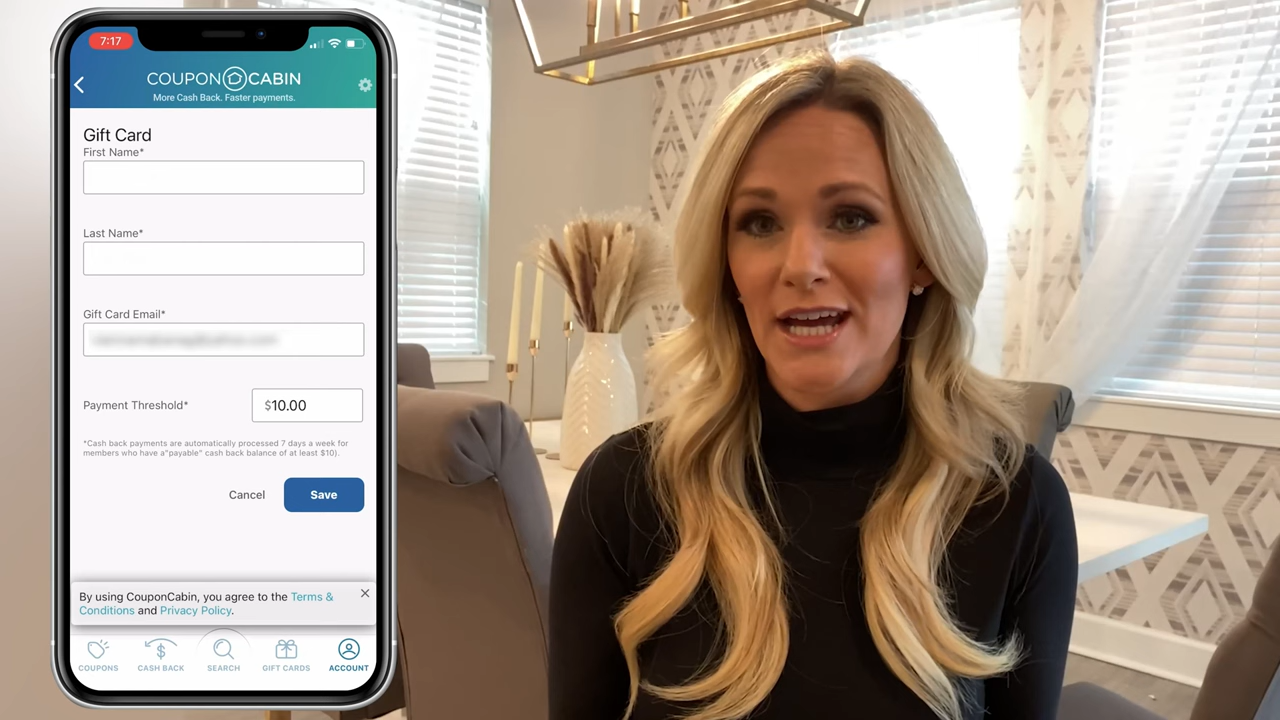 7:17
COUPON CABIN
More Cash Back. Faster payments.
Gift Card
First Name*
Last Name*
Gift Card Email*
Payment Threshold*
$10.00
*Cash back payments are automatically processed 7 days a week for
members who have a"payable" cash back balance of at least $10).
Cancel
Save
By using CouponCabin, you agree to the Terms &
Conditions and Privacy Policy.
COUPONS
CASH BACK
SEARCH
GIFT CARDS
ACCOUNT